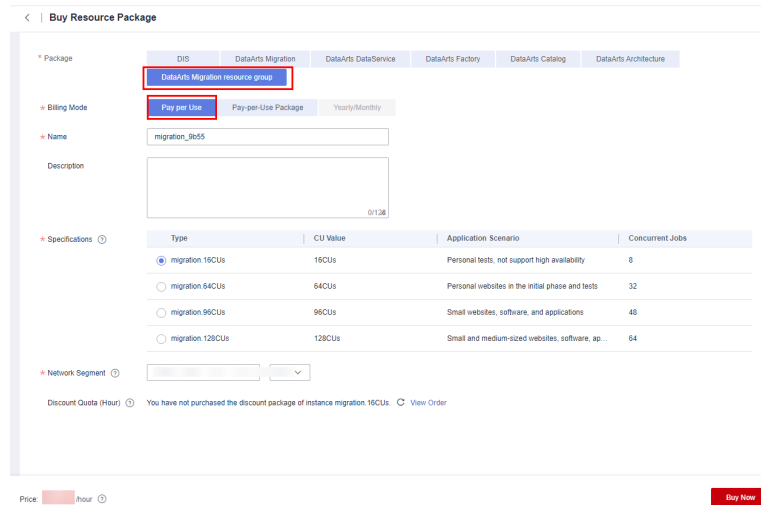 < | Buy Resource Package
* Package DIS DataArts Migration DataArts DataService DataArts Factory DataArts Catalog DataArts Architecture
DataArts Migration resource group
* Billing Mode Pay per Use Pay-per-Use Package Yearly/Monthly
* Name migration_9b55
Description
0/128
* Specifications ? Type CU Value Application Scenario Concurrent Jobs
migration.16CUs 16CUs Personal tests, not support high availability 8
migration.64CUs 64CUs Personal websites in the initial phase and tests 32
migration.96CUs 96CUs Small websites, software, and applications 48
migration.128CUs 128CUs Small and medium-sized websites, software, ap... 64
* Network Segment ?
Discount Quota (Hour) ? You have not purchased the discount package of instance migration.16CUs. View Order
Price: /hour ? Buy Now